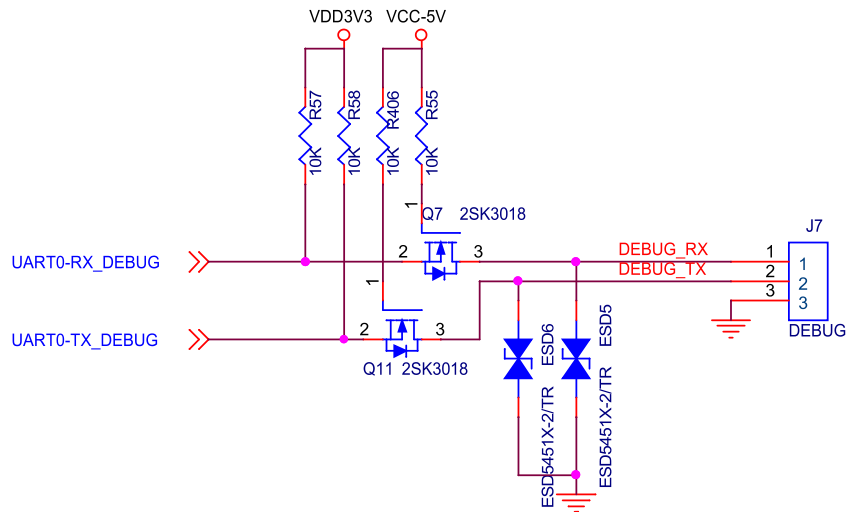 VDD3V3 VCC-5V
R57 R58 R406 R55
10K 10K 10K 10K
1 Q7 2SK3018
J7
UART0-RX_DEBUG 2 3 DEBUG_RX 1 1
DEBUG_TX 2 2
1 3 3
DEBUG
UART0-TX_DEBUG 2 3
Q11 2SK3018
ESD6 ESD5
ESD5451X-2/TR ESD5451X-2/TR